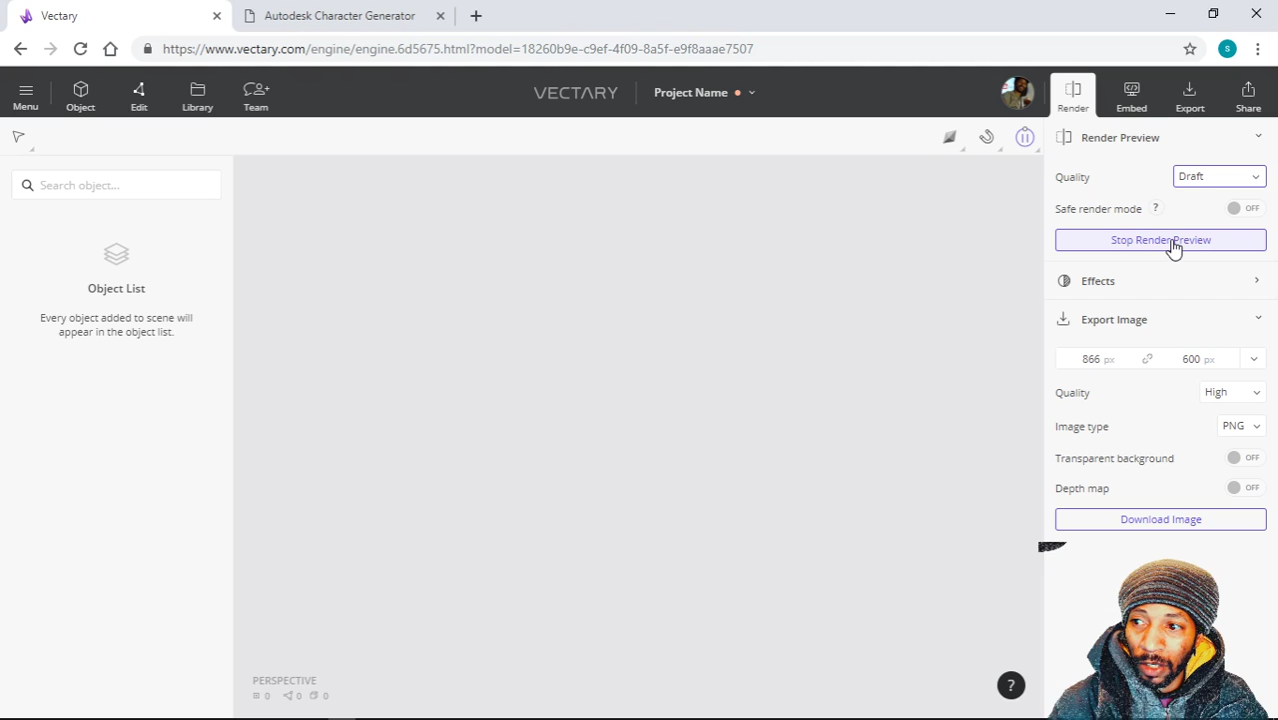 Vectary
Autodesk Character Generator
https://www.vectary.com/engine/engine.6d5675.html?model=18260b9e-c9ef-4f09-8a5f-e9f8aaae7507
S
Menu
Object
Edit
Library
Team
VECTARY
Project Name
Render
Embed
Export
Share
Search object...
Object List
Every object added to scene will
appear in the object list.
PERSPECTIVE
0 0 0
?
Render Preview
Quality Draft
Safe render mode ? OFF
Stop Render Preview
Effects
Export Image
866 px 600 px
Quality High
Image type PNG
Transparent background OFF
Depth map OFF
Download Image